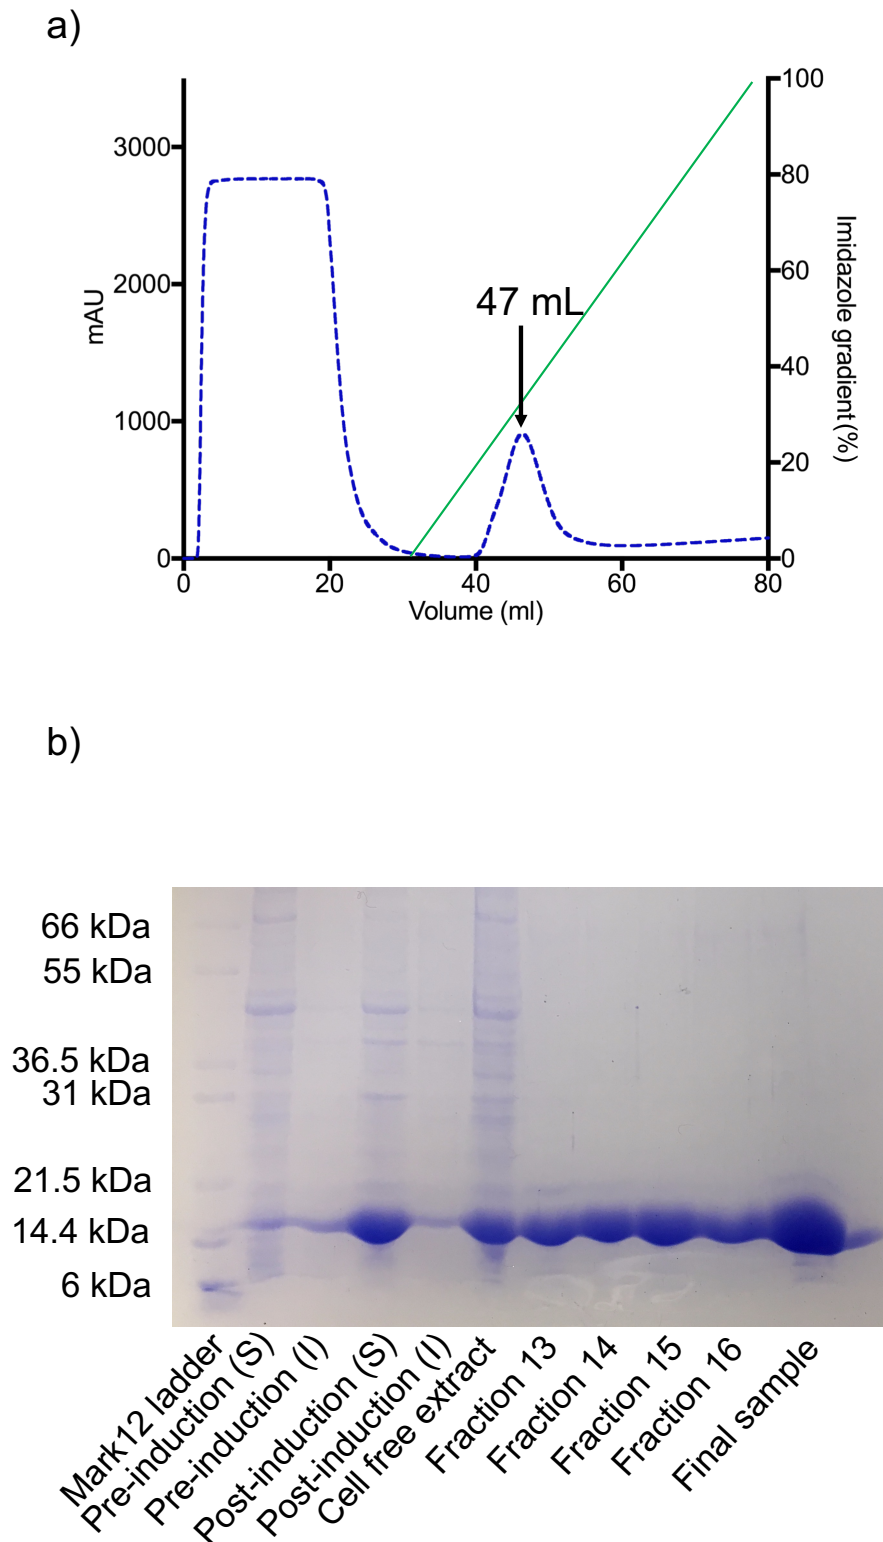 a)
3000
2000
1000
0
mAU
47 mL
100
80
60
40
20
0
Imidazole gradient (%)
0
20
40
60
80
Volume (ml)
b)
66 kDa
55 kDa
36.5 kDa
31 kDa
21.5 kDa
14.4 kDa
6 kDa
Mark12 ladder
Pre-induction (S)
Pre-induction (I)
Post-induction (S)
Post-induction (I)
Cell free extract
Fraction 13
Fraction 14
Fraction 15
Fraction 16
Final sample